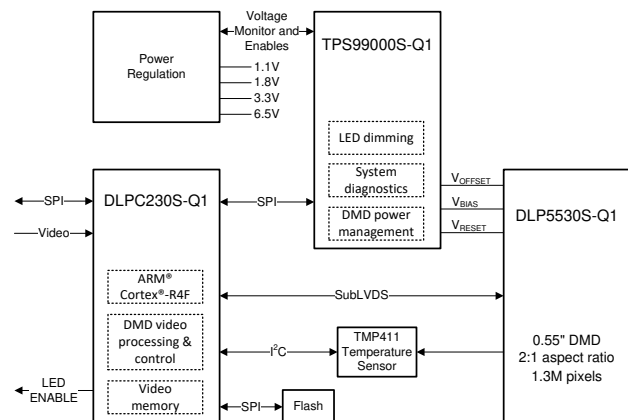 Voltage
Monitor and
Enables
Power
Regulation
1.1V
1.8V
3.3V
6.5V
TPS99000S-Q1
LED dimming
System
diagnostics
DMD power
management
VOFFSET
VBIAS
VRESET
DLPC230S-Q1
SPI
Video
SPI
ARM®
Cortex®-R4F
DMD video
processing &
control
Video
memory
LED
ENABLE
SubLVDS
I²C
TMP411
Temperature
Sensor
SPI
Flash
DLP5530S-Q1
0.55" DMD
2:1 aspect ratio
1.3M pixels